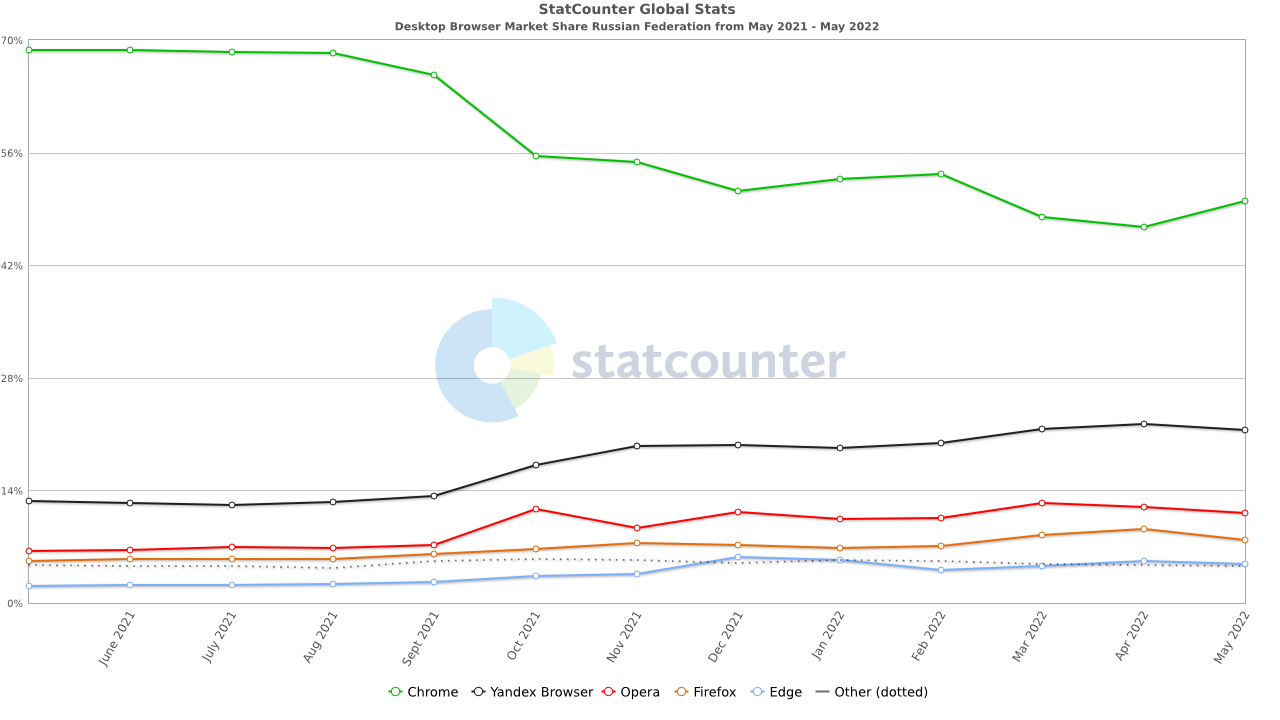 StatCounter Global Stats
Desktop Browser Market Share Russian Federation from May 2021 - May 2022
70%
56%
42%
28%
14%
0%
statcounter
June 2021
July 2021
Aug 2021
Sept 2021
Oct 2021
Nov 2021
Dec 2021
Jan 2022
Feb 2022
Mar 2022
Apr 2022
May 2022
Chrome Yandex Browser Opera Firefox Edge Other (dotted)